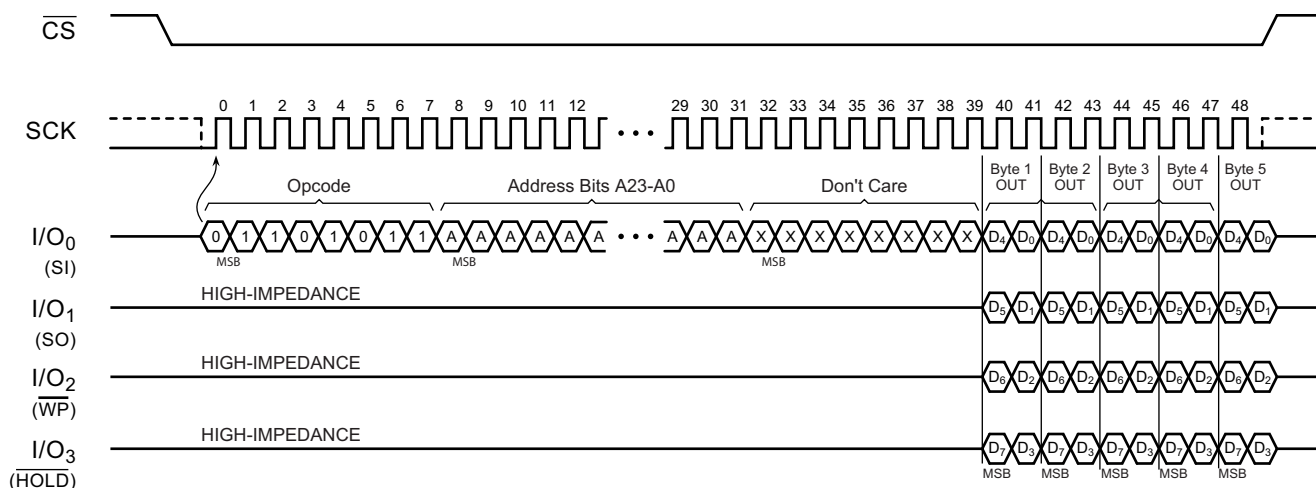 CS
0 1 2 3 4 5 6 7 8 9 10 11 12 29 30 31 32 33 34 35 36 37 38 39 40 41 42 43 44 45 46 47 48
SCK • • •
Opcode Address Bits A23-A0 Don't Care Byte 1 OUT Byte 2 OUT Byte 3 OUT Byte 4 OUT Byte 5 OUT
I/O0 0 1 1 0 1 0 1 1 A A A A A A • • • A A A X X X X X X X X D4 D0 D4 D0 D4 D0 D4 D0 D4 D0
(SI) MSB MSB MSB
HIGH-IMPEDANCE
I/O1 D5 D1 D5 D1 D5 D1 D5 D1 D5 D1
(SO)
HIGH-IMPEDANCE
I/O2 D6 D2 D6 D2 D6 D2 D6 D2 D6 D2
(WP)
HIGH-IMPEDANCE
I/O3 D7 D3 D7 D3 D7 D3 D7 D3 D7 D3
(HOLD) MSB MSB MSB MSB MSB